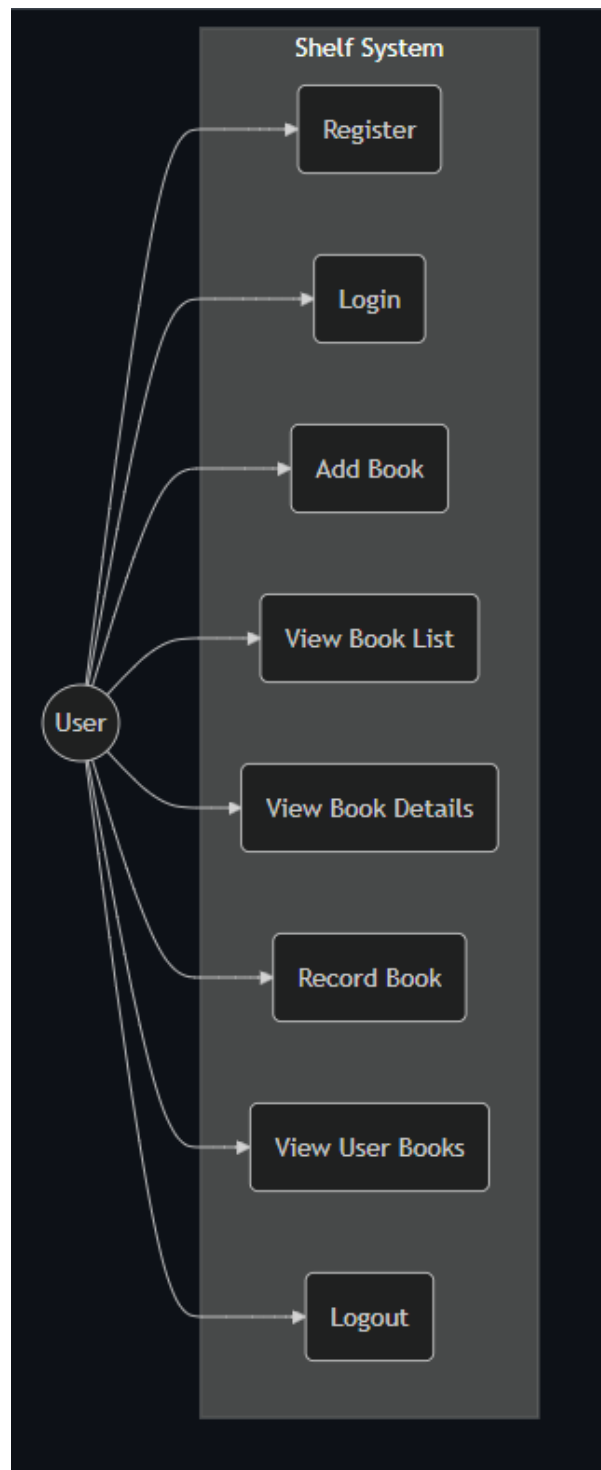 Shelf System
Register
Login
Add Book
View Book List
User
View Book Details
Record Book
View User Books
Logout